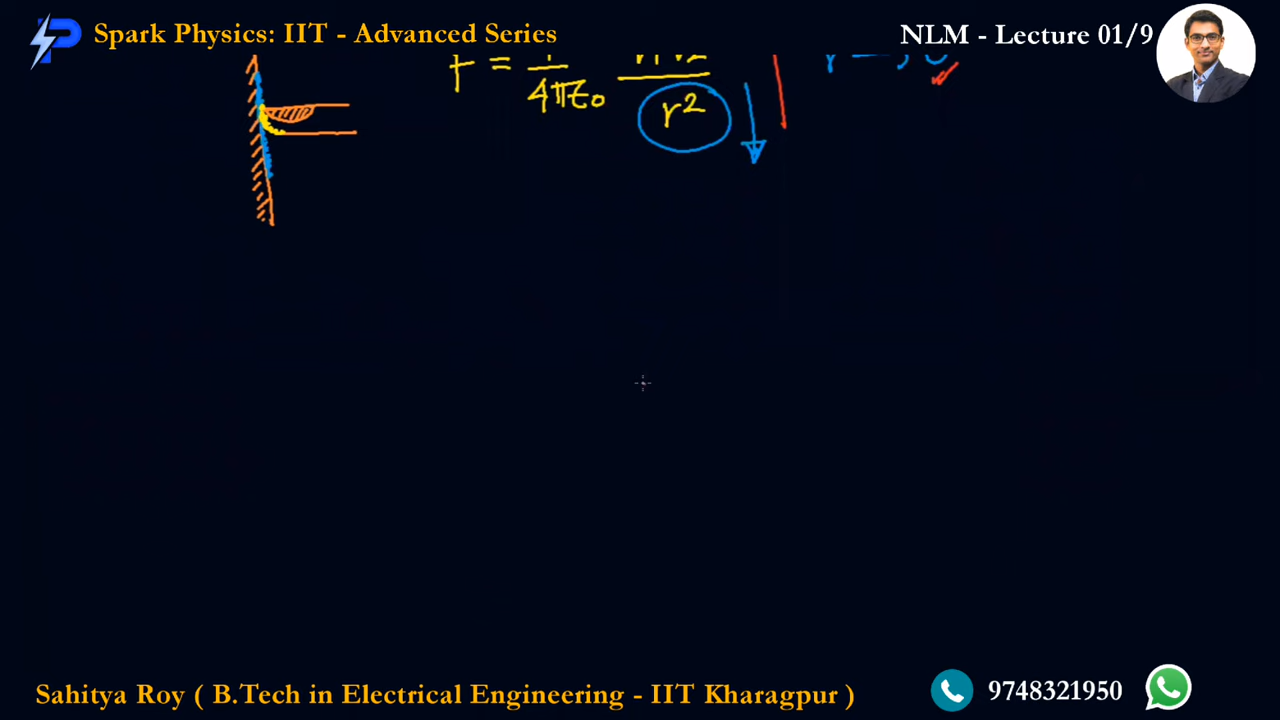 Spark Physics: IIT - Advanced Series
NLM - Lecture 01/9
F = 1/4πε₀
r²
Sahitya Roy ( B.Tech in Electrical Engineering - IIT Kharagpur )
9748321950